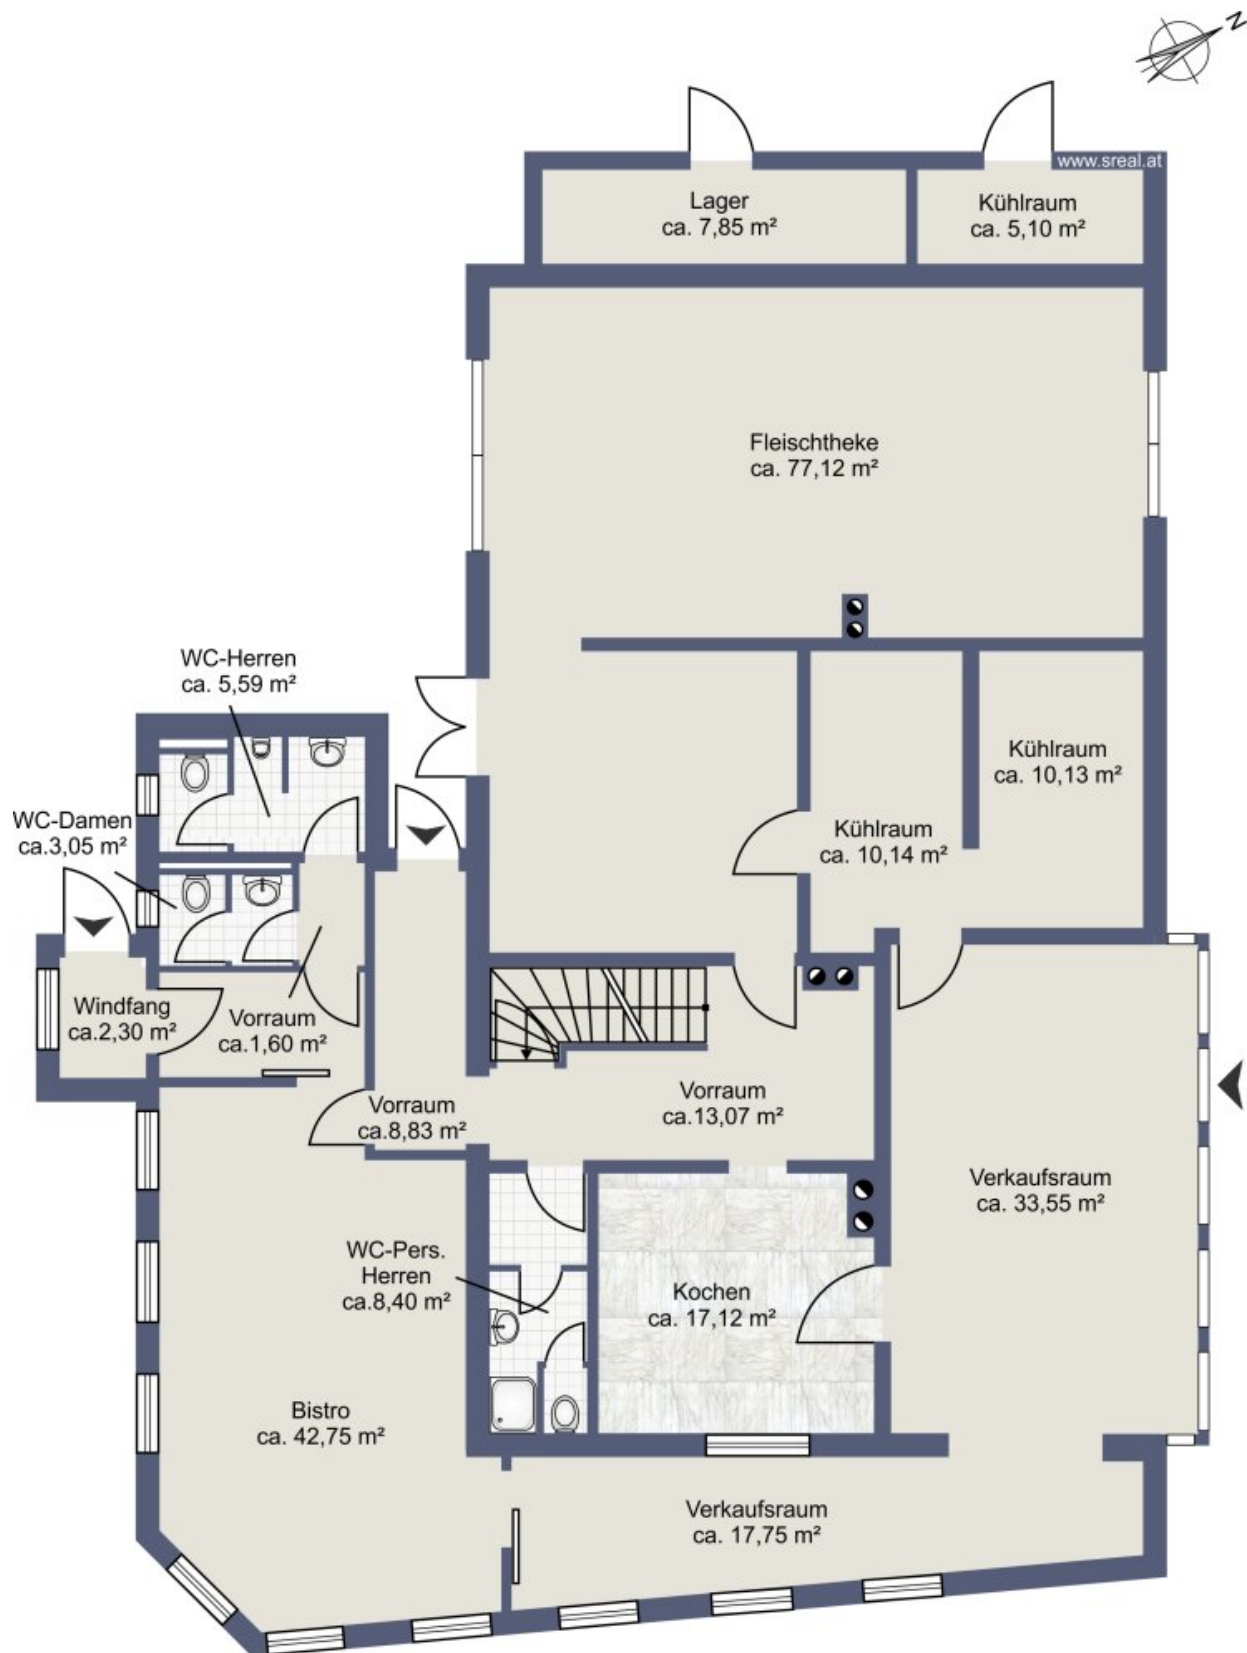 N
www.sreal.at
Lager
ca. 7,85 m²
Kühlraum
ca. 5,10 m²
Fleischtheke
ca. 77,12 m²
WC-Herren
ca. 5,59 m²
Kühlraum
ca. 10,13 m²
WC-Damen
ca.3,05 m²
Kühlraum
ca. 10,14 m²
Windfang
ca.2,30 m²
Vorraum
ca.1,60 m²
Vorraum
ca.8,83 m²
Vorraum
ca.13,07 m²
Verkaufsraum
ca. 33,55 m²
WC-Pers.
Herren
ca.8,40 m²
Kochen
ca. 17,12 m²
Bistro
ca. 42,75 m²
Verkaufsraum
ca. 17,75 m²